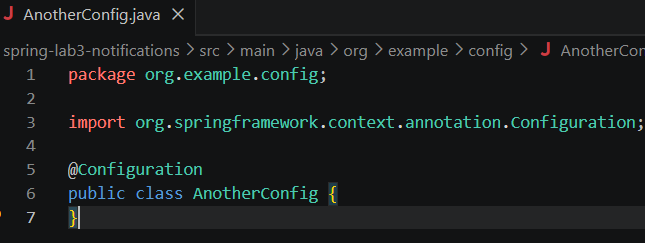 J AnotherConfig.java ×
spring-lab3-notifications > src > main > java > org > example > config > J AnotherCon
1 package org.example.config;
2
3 import org.springframework.context.annotation.Configuration;
4
5 @Configuration
6 public class AnotherConfig {
7 }